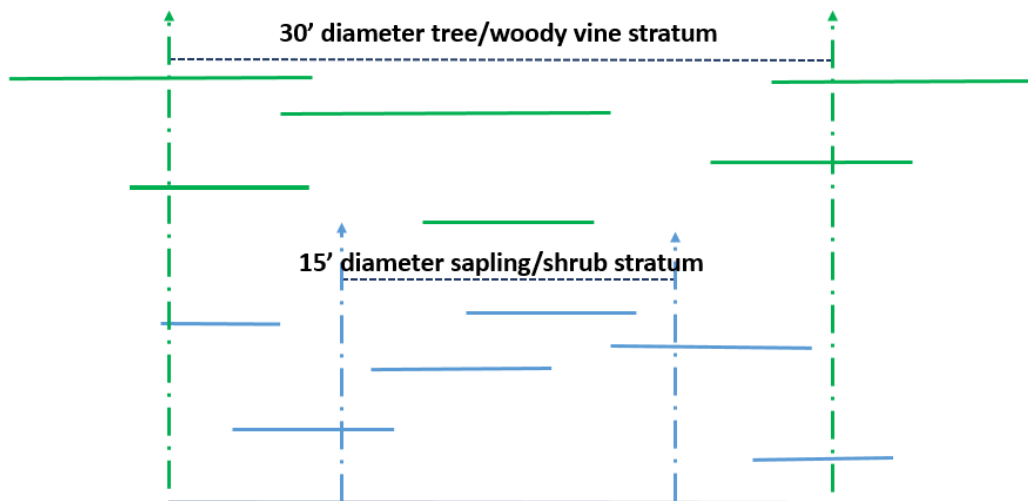 30’ diameter tree/woody vine stratum
15’ diameter sapling/shrub stratum